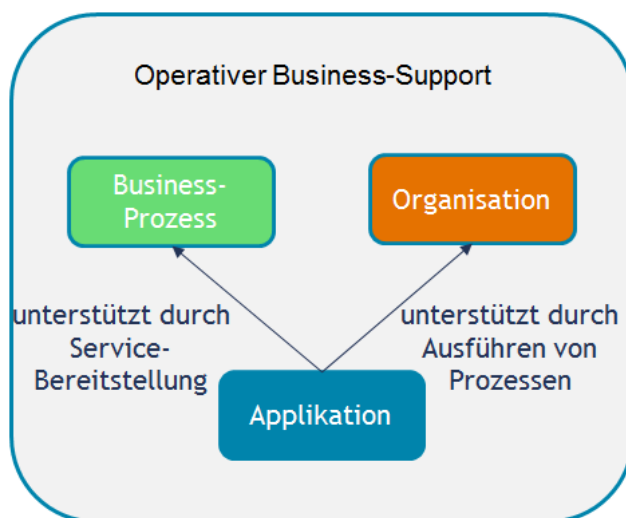 Operativer Business-Support
Business-
Prozess
Organisation
unterstützt durch
Service-
Bereitstellung
unterstützt durch
Ausführen von
Prozessen
Applikation